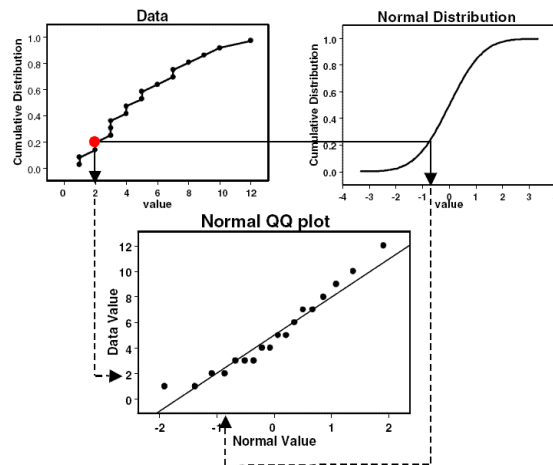 Data
Cumulative Distribution
1.0
0.8
0.6
0.4
0.2
0.0
0 2 4 6 8 10 12
value
Normal Distribution
Cumulative Distribution
1.0
0.8
0.6
0.4
0.2
0.0
-4 -3 -2 -1 0 1 2 3 4
value
Normal QQ plot
Data Value
12
10
8
6
4
2
0
-2 -1 0 1 2
Normal Value